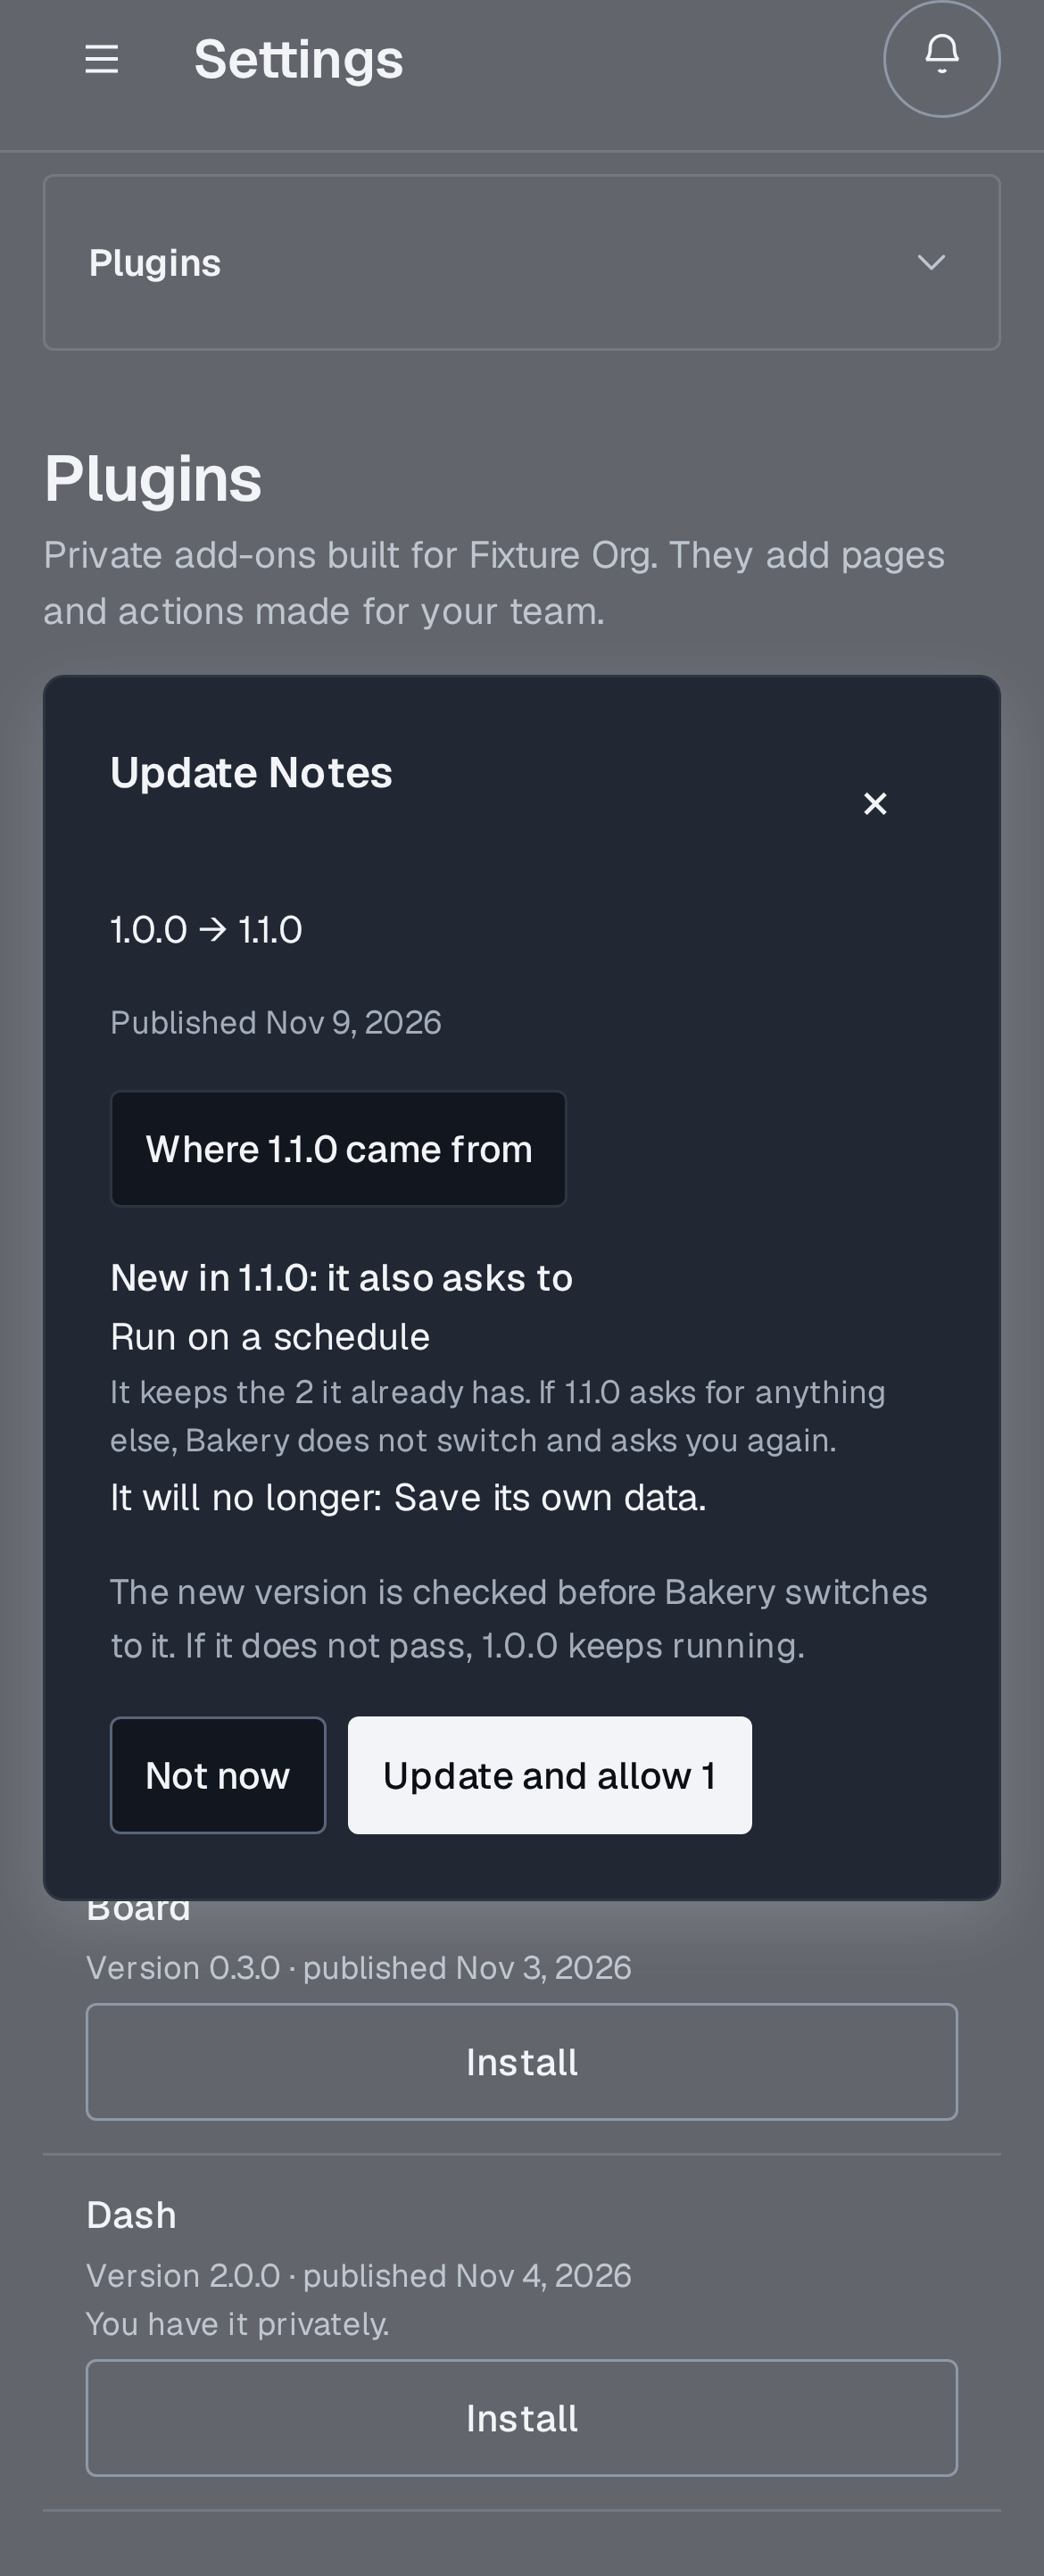 Settings
Plugins
Plugins
Private add-ons built for Fixture Org. They add pages
and actions made for your team.
Update Notes
1.0.0 → 1.1.0
Published Nov 9, 2026
Where 1.1.0 came from
New in 1.1.0: it also asks to
Run on a schedule
It keeps the 2 it already has. If 1.1.0 asks for anything
else, Bakery does not switch and asks you again.
It will no longer: Save its own data.
The new version is checked before Bakery switches
to it. If it does not pass, 1.0.0 keeps running.
Not now
Update and allow 1
Board
Version 0.3.0 · published Nov 3, 2026
Install
Dash
Version 2.0.0 · published Nov 4, 2026
You have it privately.
Install